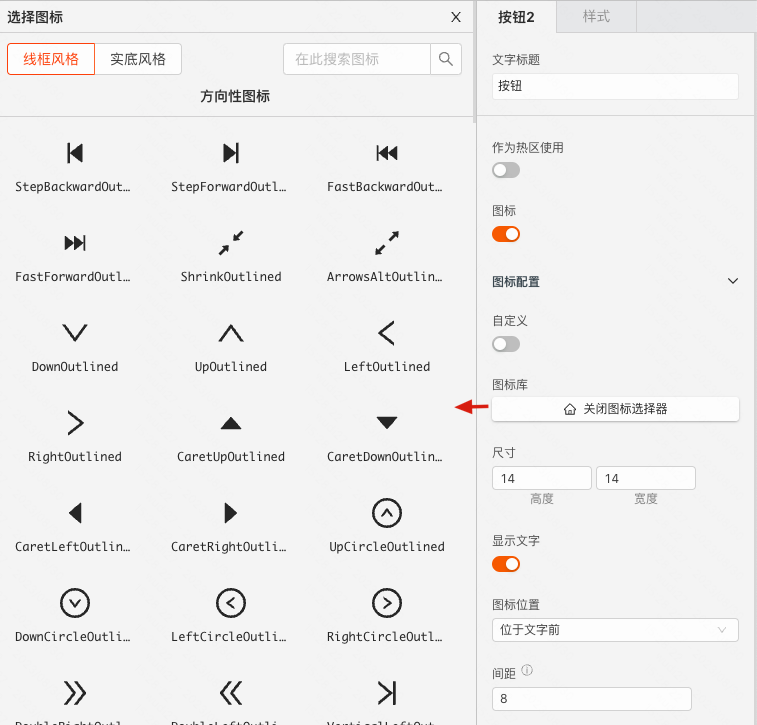 选择图标
X
线框风格
实底风格
在此搜索图标
方向性图标
StepBackwardOut…
StepForwardOutl…
FastBackwardOut…
FastForwardOutl…
ShrinkOutlined
ArrowsAltOutlin…
DownOutlined
UpOutlined
LeftOutlined
RightOutlined
CaretUpOutlined
CaretDownOutlin…
CaretLeftOutlin…
CaretRightOutli…
UpCircleOutlined
DownCircleOutli…
LeftCircleOutli…
RightCircleOutl…
DoubleRightOutl…
DoubleLeftOutli…
VerticalLeftOut…
按钮2
样式
文字标题
按钮
作为热区使用
图标
图标配置
自定义
图标库
关闭图标选择器
尺寸
14
14
高度
宽度
显示文字
图标位置
位于文字前
间距
8